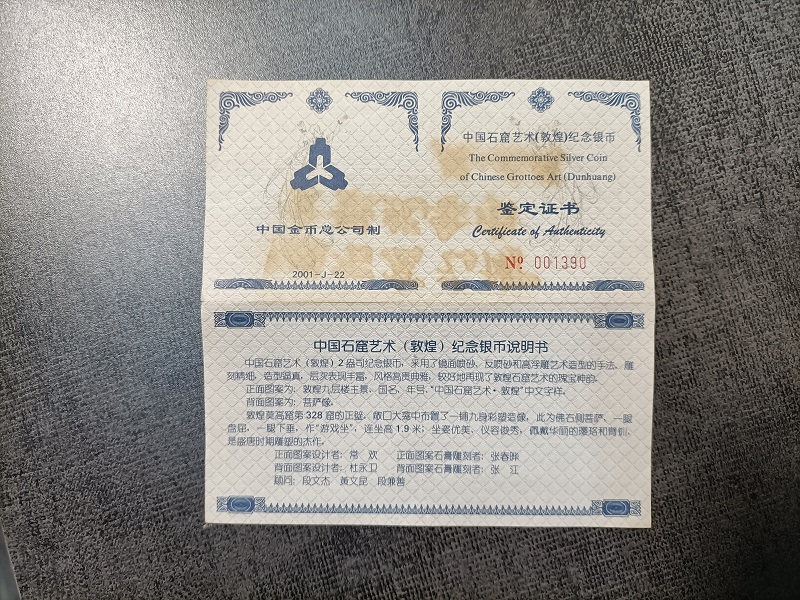 中国金币总公司制
2001-J-22
中国石窟艺术(敦煌)纪念银币
The Commemorative Silver Coin
of Chinese Grottoes Art (Dunhuang)
鉴定证书
Certificate of Authenticity
Nº 001390
中国石窟艺术（敦煌）纪念银币说明书
中国石窟艺术（敦煌）2盎司纪念银币，采用了镜面喷砂、反喷砂和高浮雕艺术造型的手法、雕
刻精细，造型逼真，层次表现丰富，风格高贵典雅，较好地再现了敦煌石窟艺术的瑰宝神韵。
正面图案为：敦煌九层楼主景，国名，年号，“中国石窟艺术·敦煌”中文字样。
背面图案为：菩萨像。
敦煌莫高窟第328窟的正龛，敞口大龛中布置了一铺九身彩塑造像，此为佛右侧菩萨、一腿
盘屈，一腿下垂，作“游戏坐”，连坐高1.9米；坐姿优美、仪容俊秀，佩戴华丽的璎珞和臂钏，
是盛唐时期雕塑的杰作。
正面图案设计者：常 欢 正面图案石膏雕刻者：张春晔
背面图案设计者：杜永卫 背面图案石膏雕刻者：张 江
顾问：段文杰 黄文昆 段兼善